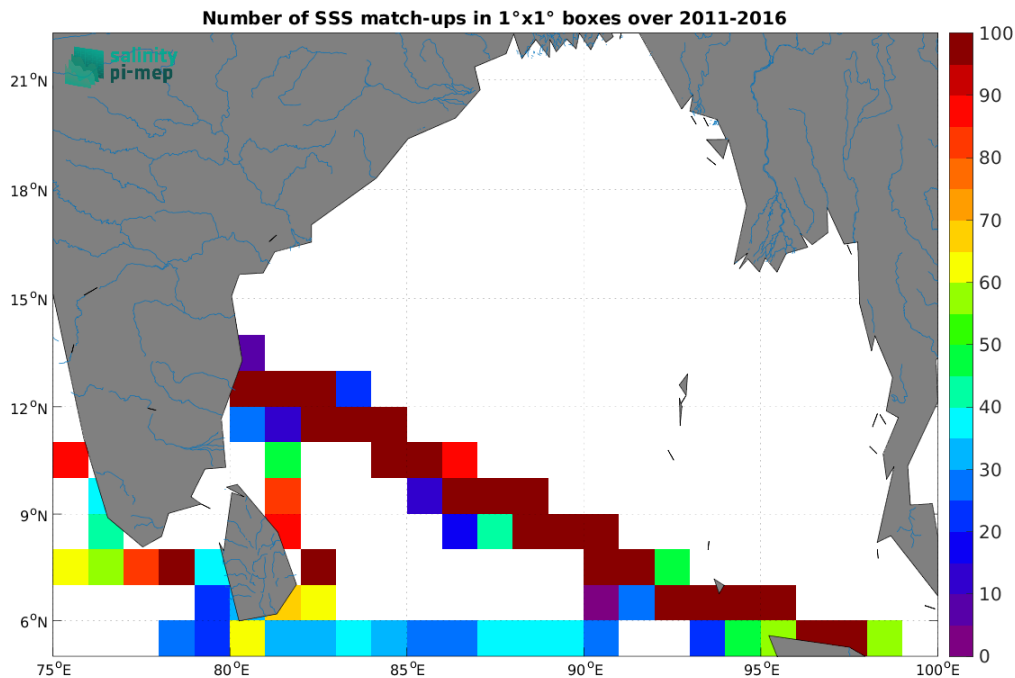 Number of SSS match-ups in 1°x1° boxes over 2011-2016
salinity
pi-mep
21°N
18°N
15°N
12°N
9°N
6°N
75°E 80°E 85°E 90°E 95°E 100°E
100
90
80
70
60
50
40
30
20
10
0